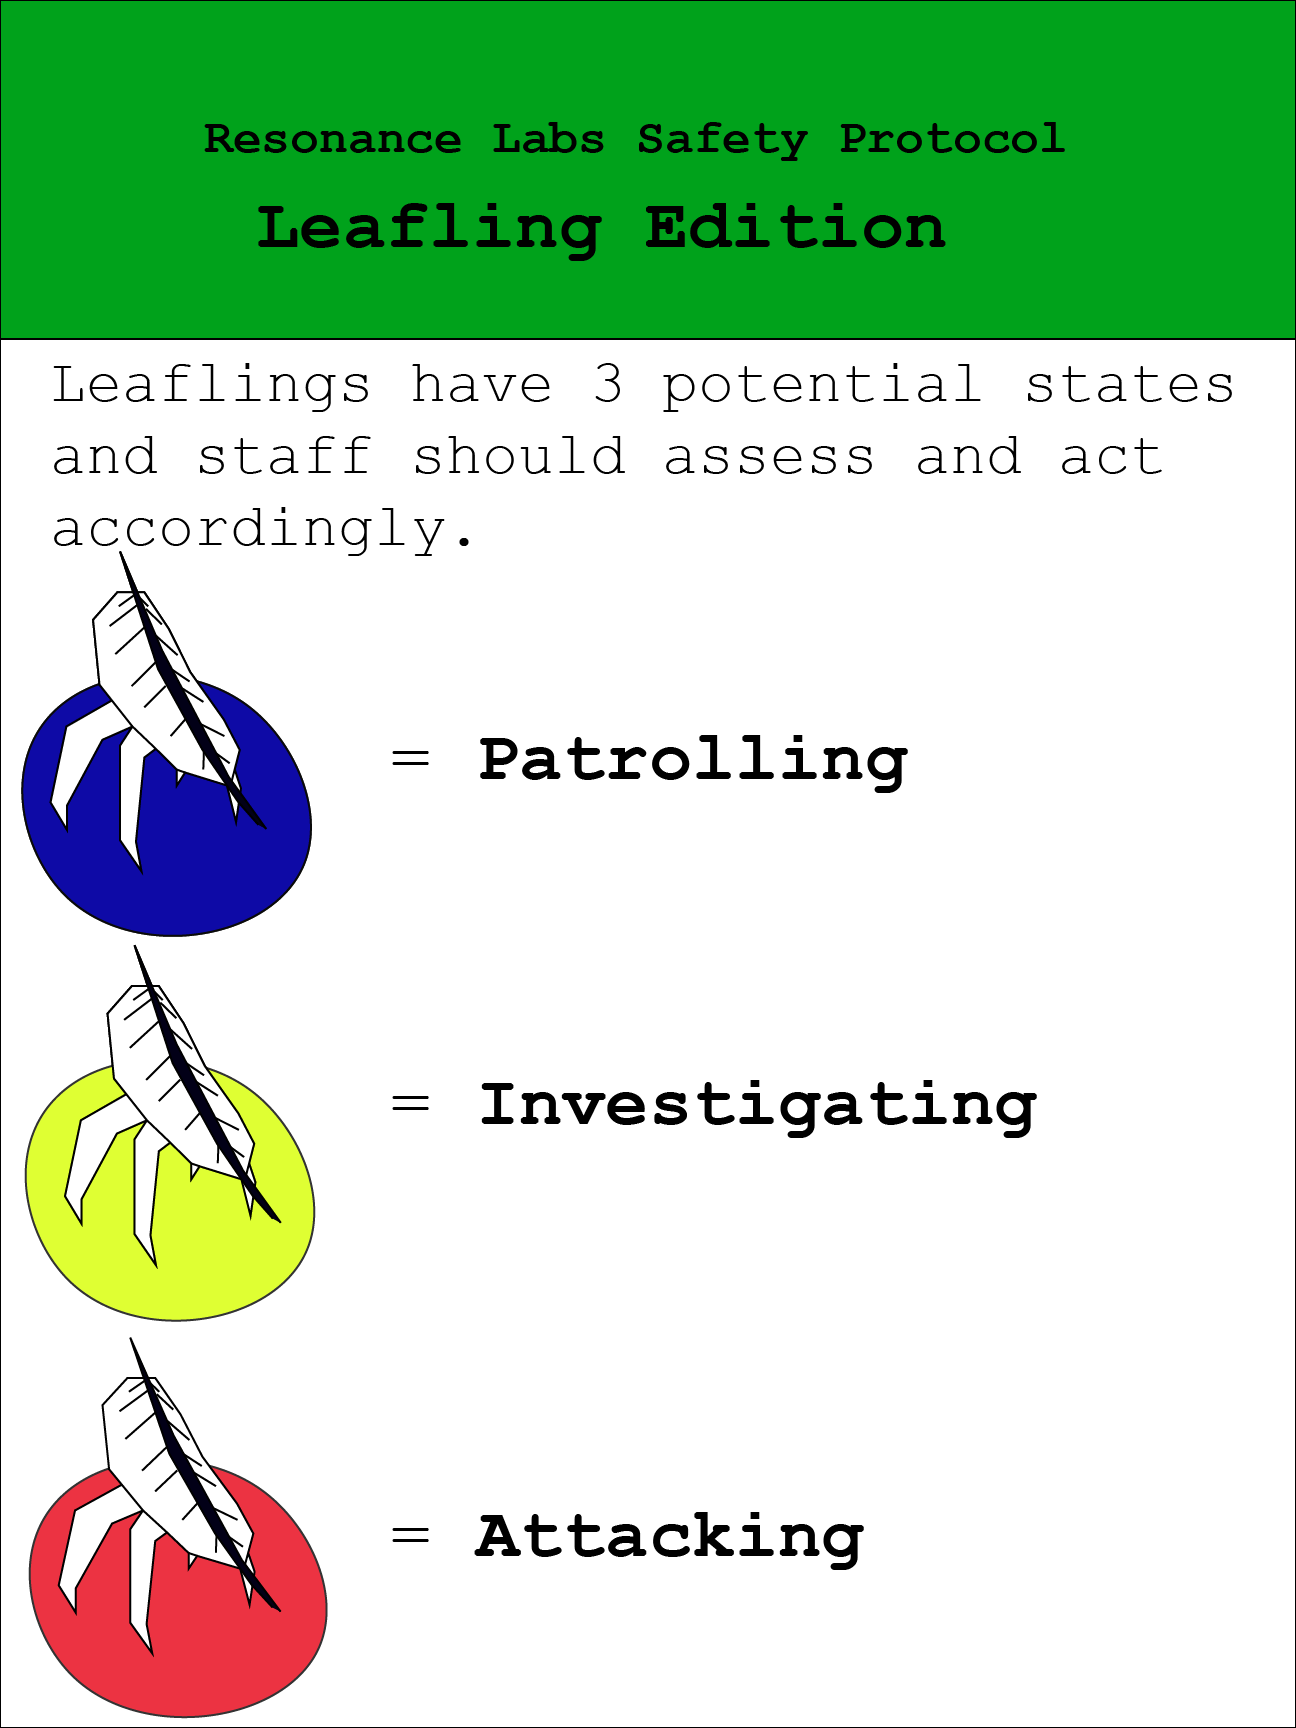 Resonance Labs Safety Protocol
Leafling Edition
Leaflings have 3 potential states
and staff should assess and act
accordingly.
= Patrolling
= Investigating
= Attacking